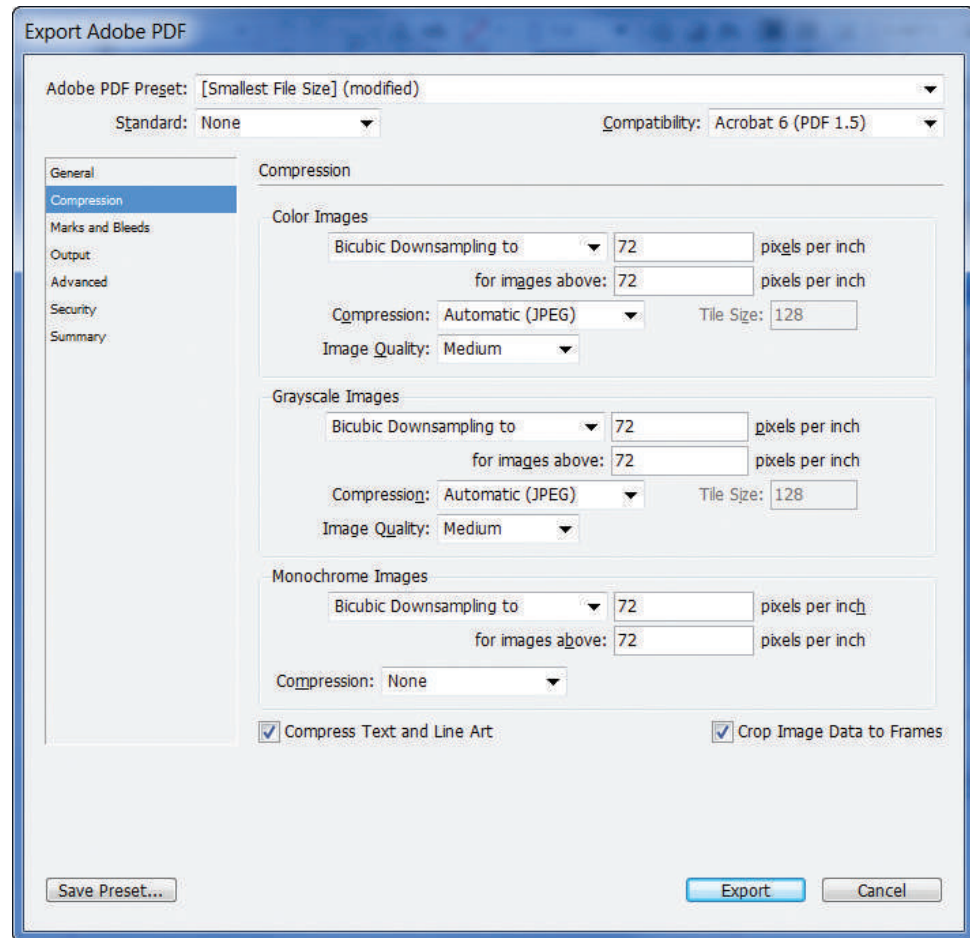 Export Adobe PDF
Adobe PDF Preset: [Smallest File Size] (modified)
Standard: None Compatibility: Acrobat 6 (PDF 1.5)
General
Compression
Marks and Bleeds
Output
Advanced
Security
Summary
Compression
Color Images
Bicubic Downsampling to 72 pixels per inch
for images above: 72 pixels per inch
Compression: Automatic (JPEG) Tile Size: 128
Image Quality: Medium
Grayscale Images
Bicubic Downsampling to 72 pixels per inch
for images above: 72 pixels per inch
Compression: Automatic (JPEG) Tile Size: 128
Image Quality: Medium
Monochrome Images
Bicubic Downsampling to 72 pixels per inch
for images above: 72 pixels per inch
Compression: None
Compress Text and Line Art Crop Image Data to Frames
Save Preset... Export Cancel